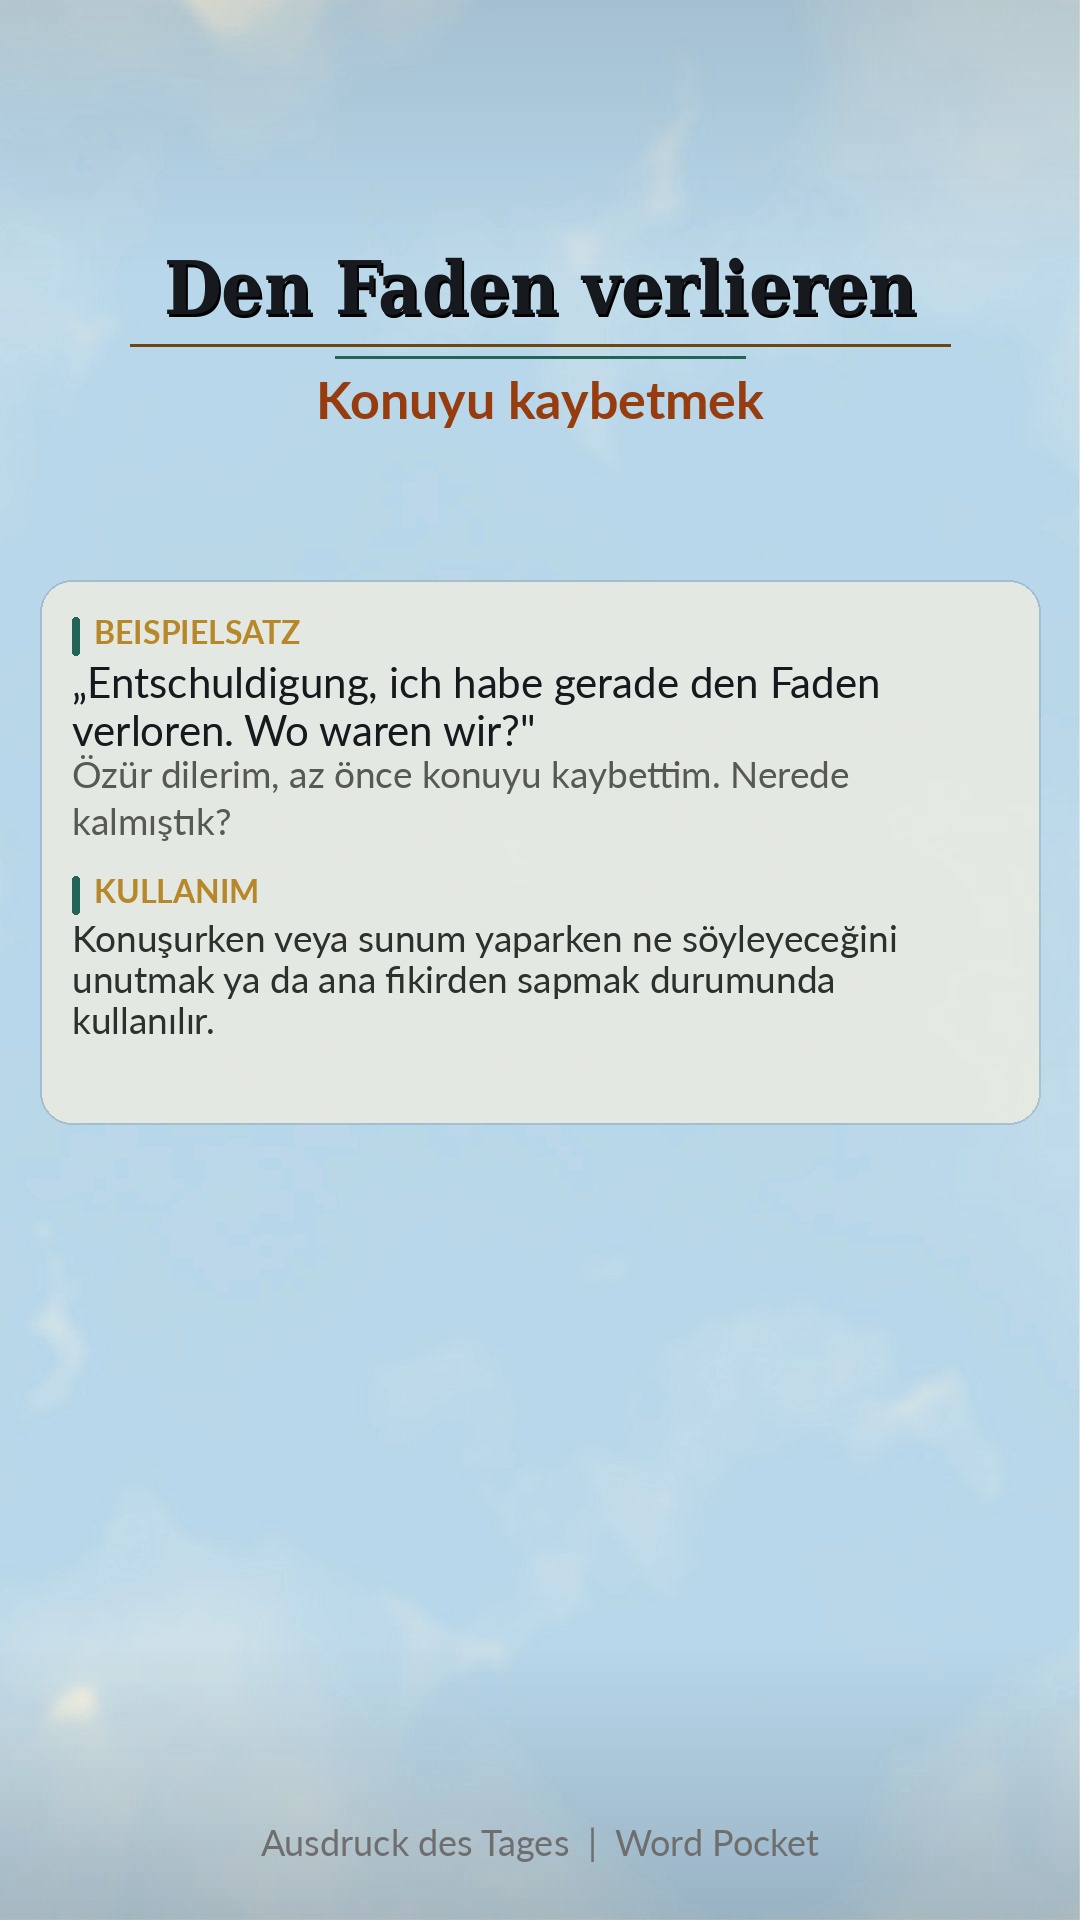 Den Faden verlieren
Konuyu kaybetmek
BEISPIELSATZ
„Entschuldigung, ich habe gerade den Faden
verloren. Wo waren wir?"
Özür dilerim, az önce konuyu kaybettim. Nerede
kalmıştık?
KULLANIM
Konuşurken veya sunum yaparken ne söyleyeceğini
unutmak ya da ana fikirden sapmak durumunda
kullanılır.
Ausdruck des Tages | Word Pocket